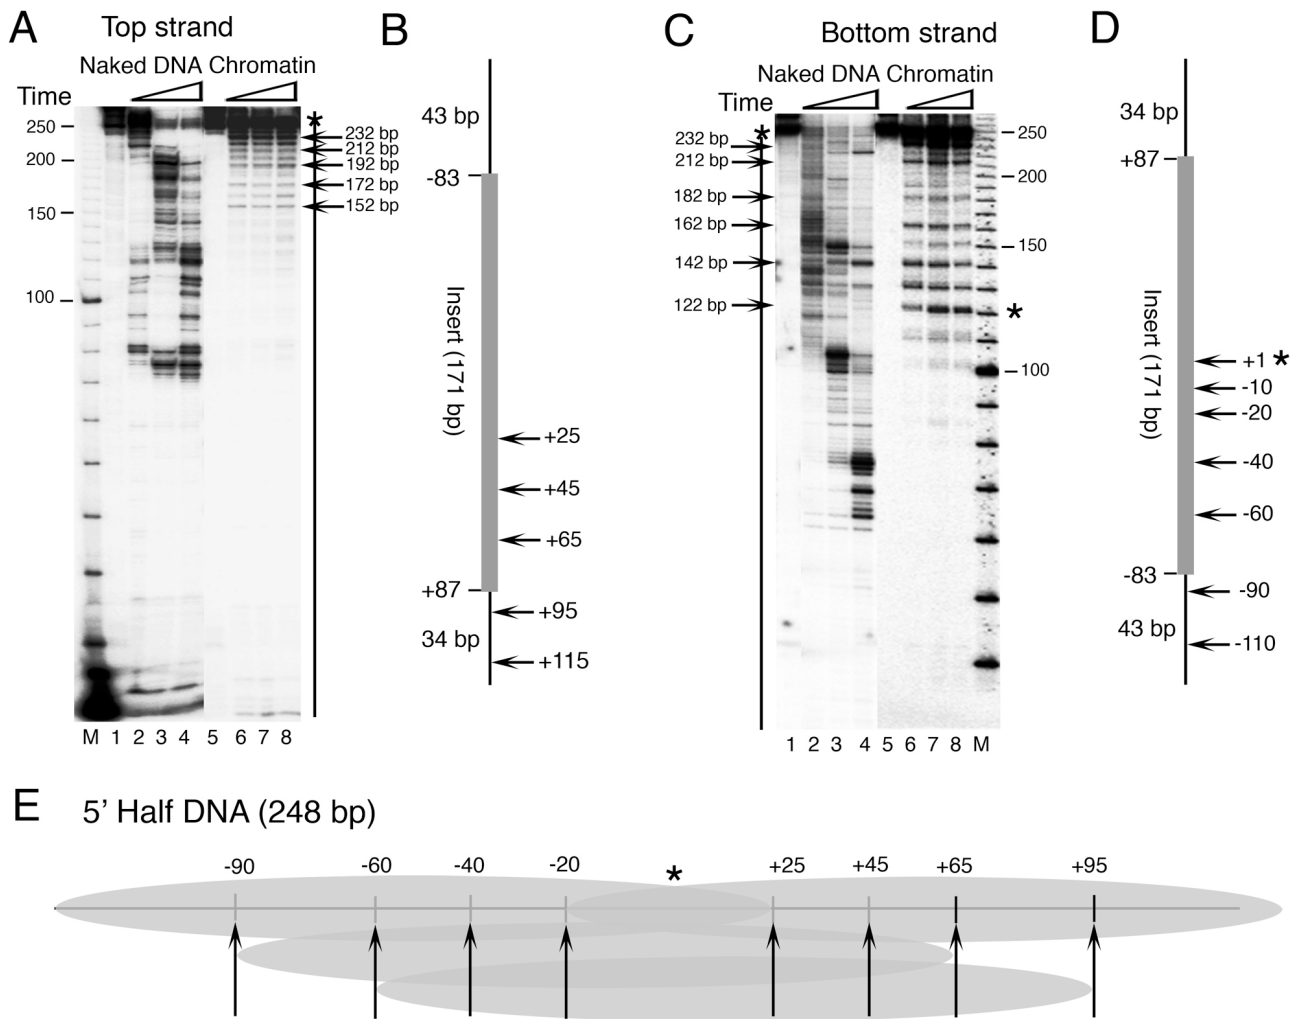 A
Top strand
Naked DNA Chromatin
Time
250
200
150
100
*
232 bp
212 bp
192 bp
172 bp
152 bp
M 1 2 3 4 5 6 7 8
B
43 bp
-83
Insert (171 bp)
+25
+45
+65
+87
+95
34 bp
+115
C
Bottom strand
Naked DNA Chromatin
Time
*
232 bp
212 bp
182 bp
162 bp
142 bp
122 bp
250
200
150
*
100
1 2 3 4 5 6 7 8 M
D
34 bp
+87
Insert (171 bp)
+1 *
-10
-20
-40
-60
-83
-90
43 bp
-110
E
5' Half DNA (248 bp)
-90 -60 -40 -20 * +25 +45 +65 +95